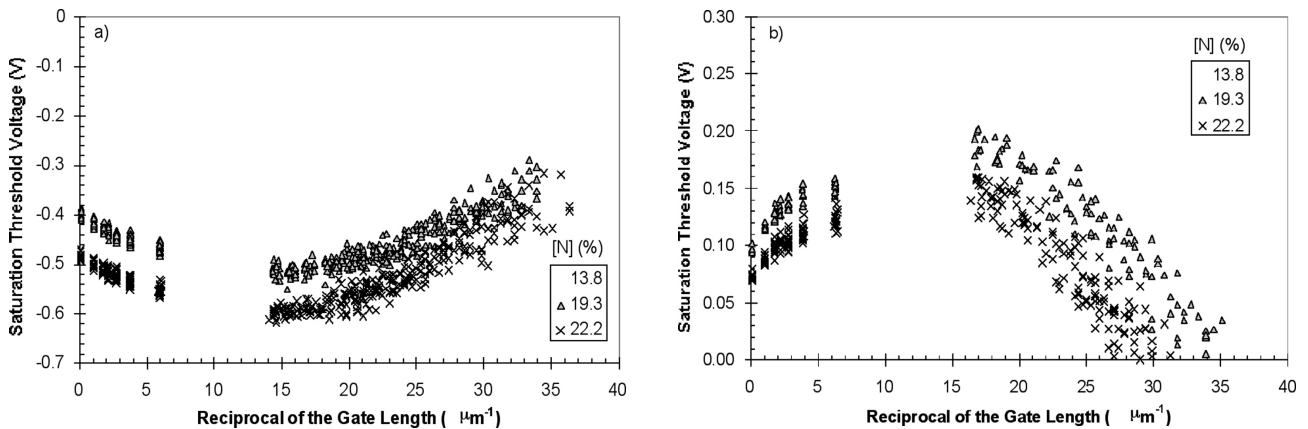 a)
Saturation Threshold Voltage (V)
0
-0.1
-0.2
-0.3
-0.4
-0.5
-0.6
-0.7
[N] (%)
13.8
19.3
22.2
0 5 10 15 20 25 30 35 40
Reciprocal of the Gate Length ( μm-1)
b)
Saturation Threshold Voltage (V)
0.30
0.25
0.20
0.15
0.10
0.05
0.00
[N] (%)
13.8
19.3
22.2
0 5 10 15 20 25 30 35 40
Reciprocal of the Gate Length ( μm-1)